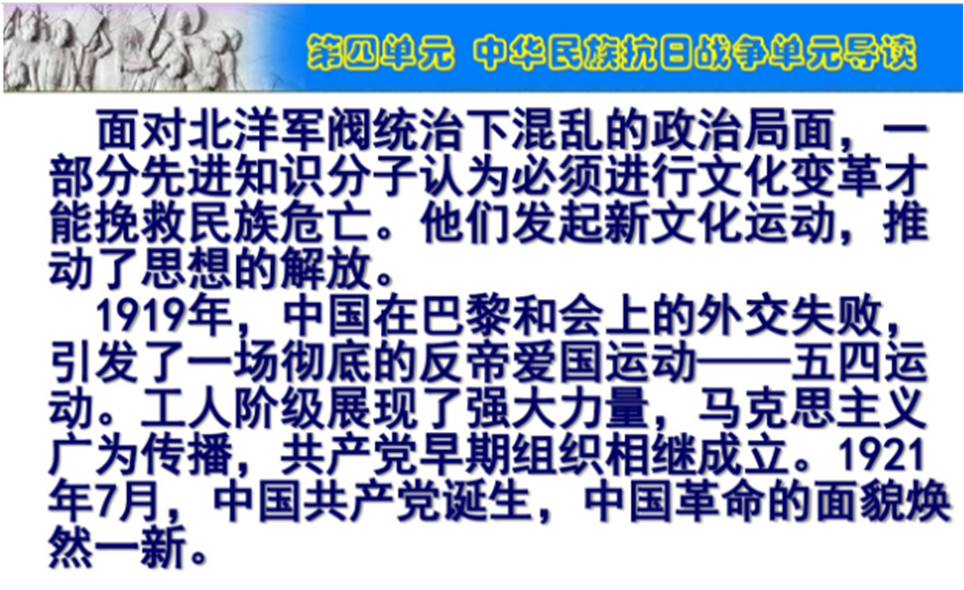 第四单元 中华民族抗日战争单元导读
面对北洋军阀统治下混乱的政治局面，一
部分先进知识分子认为必须进行文化变革才
能挽救民族危亡。他们发起新文化运动，推
动了思想的解放。
1919年，中国在巴黎和会上的外交失败，
引发了一场彻底的反帝爱国运动——五四运
动。工人阶级展现了强大力量，马克思主义
广为传播，共产党早期组织相继成立。1921
年7月，中国共产党诞生，中国革命的面貌焕
然一新。